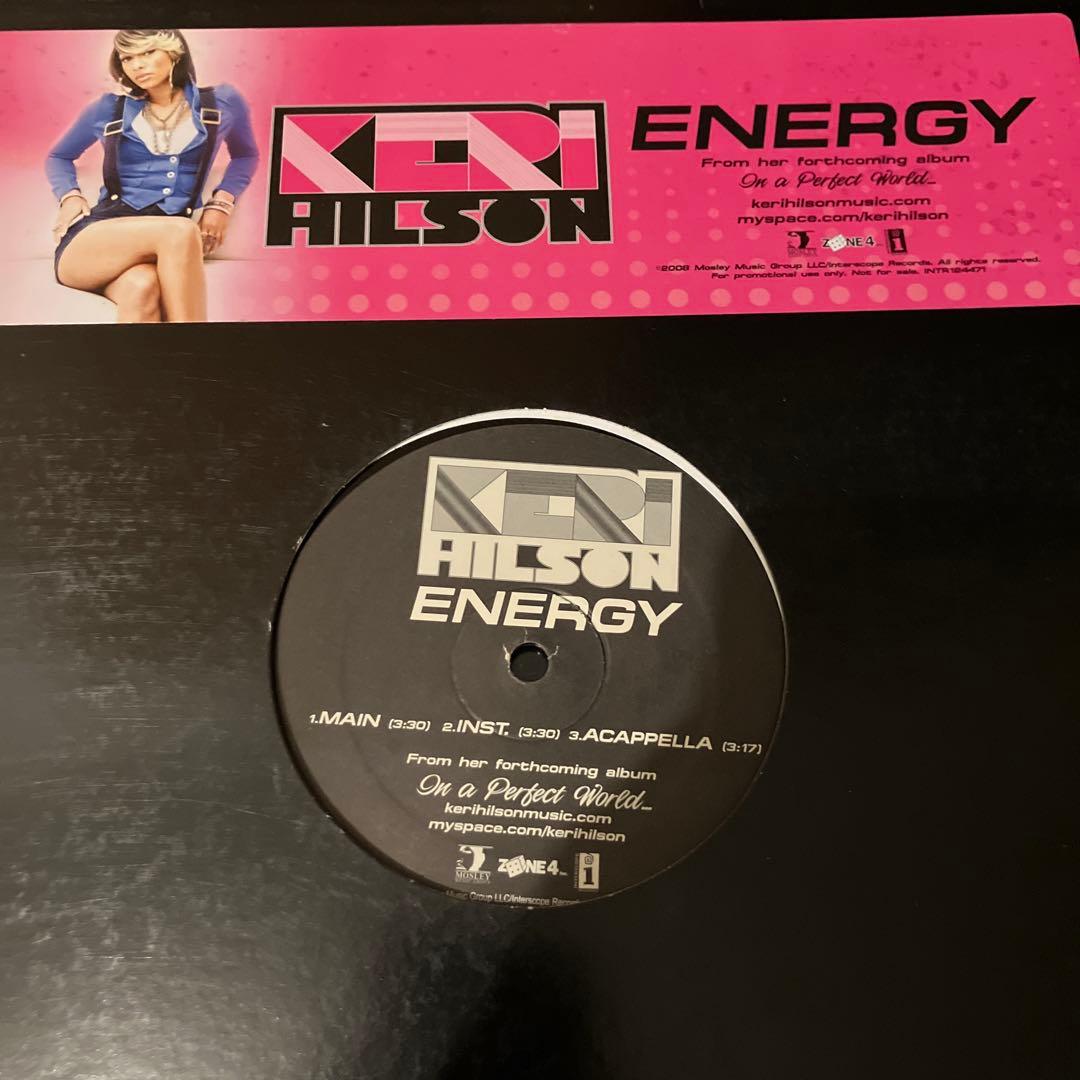 KERI
HILSON
ENERGY
From her forthcoming album
In a Perfect World...
kerihilsonmusic.com
myspace.com/kerihilson
MOSLEY ZONE 4 i
©2008 Mosley Music Group LLC/Interscope Records. All rights reserved.
For promotional use only. Not for sale. INTR124471
KERI
HILSON
ENERGY
1.MAIN (3:30) 2.INST. (3:30) 3.ACAPPELLA (3:17)
From her forthcoming album
In a Perfect World...
kerihilsonmusic.com
myspace.com/kerihilson
MOSLEY ZONE 4 i
Music Group LLC/Interscope Record